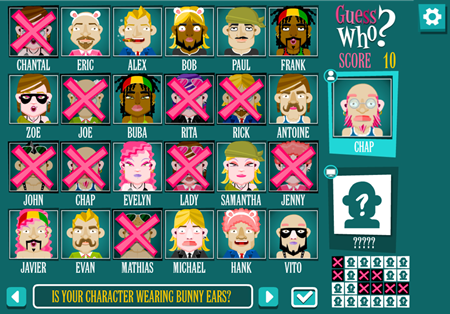 Guess
Who?
SCORE 10
CHANTAL ERIC ALEX BOB PAUL FRANK
ZOE JOE BUBA RITA RICK ANTOINE
CHAP
JOHN CHAP EVELYN LADY SAMANTHA JENNY
?
?????
JAVIER EVAN MATHIAS MICHAEL HANK VITO
IS YOUR CHARACTER WEARING BUNNY EARS?